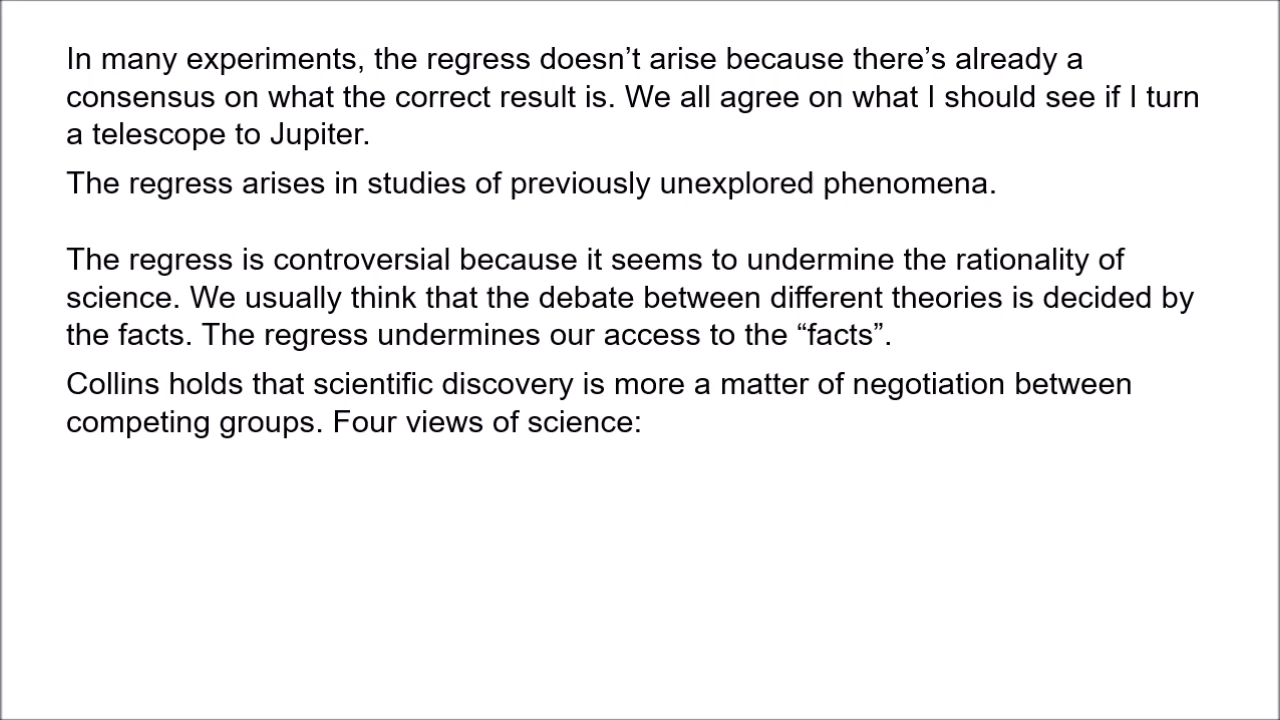 In many experiments, the regress doesn’t arise because there’s already a
consensus on what the correct result is. We all agree on what I should see if I turn
a telescope to Jupiter.
The regress arises in studies of previously unexplored phenomena.
The regress is controversial because it seems to undermine the rationality of
science. We usually think that the debate between different theories is decided by
the facts. The regress undermines our access to the “facts”.
Collins holds that scientific discovery is more a matter of negotiation between
competing groups. Four views of science: